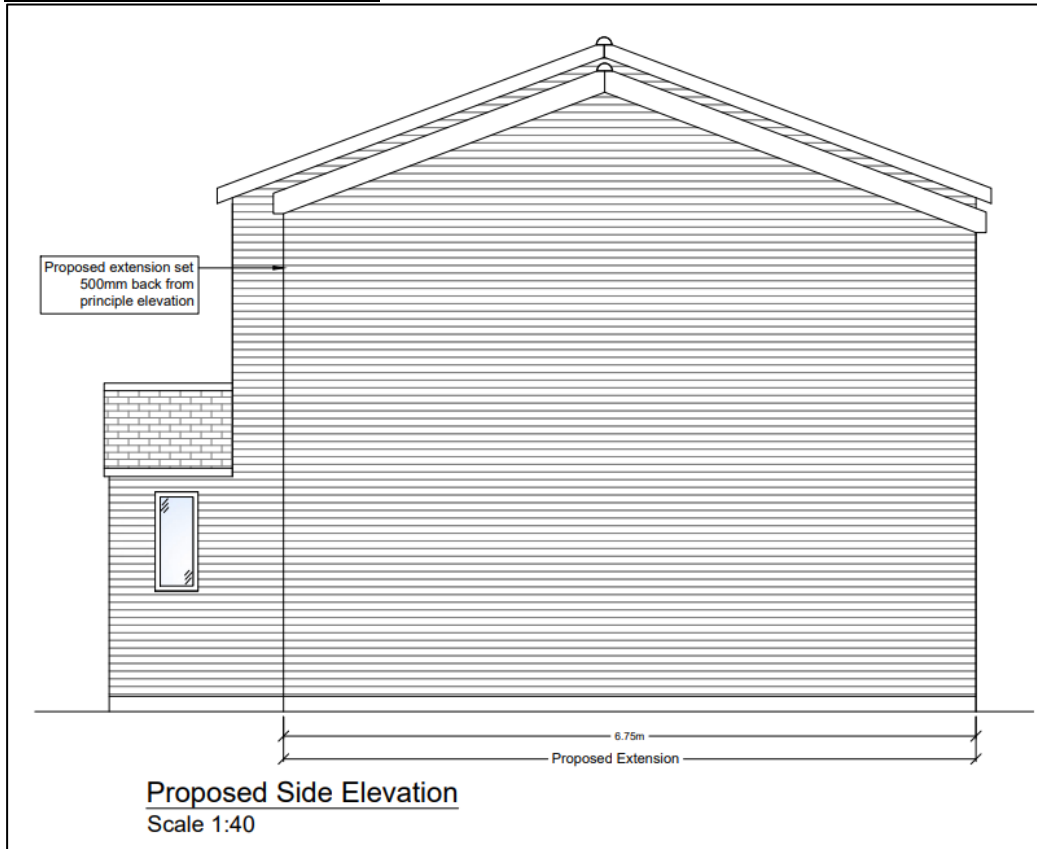 Proposed extension set
500mm back from
principle elevation
6.75m
Proposed Extension
Proposed Side Elevation
Scale 1:40